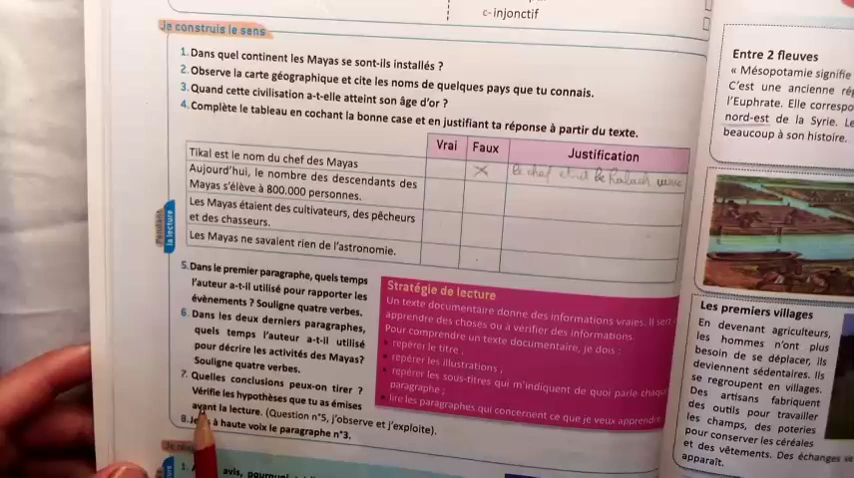 c-injonctif
Je construis le sens
1. Dans quel continent les Mayas se sont-ils installés ?
2. Observe la carte géographique et cite les noms de quelques pays que tu connais.
3. Quand cette civilisation a-t-elle atteint son âge d'or ?
4. Complète le tableau en cochant la bonne case et en justifiant ta réponse à partir du texte.
Vrai Faux Justification
Tikal est le nom du chef des Mayas
X Le chef etait le halach uinic
Aujourd'hui, le nombre des descendants des
Mayas s'élève à 800.000 personnes.
Les Mayas étaient des cultivateurs, des pêcheurs
et des chasseurs.
Les Mayas ne savaient rien de l'astronomie.
Pendant
la lecture
5. Dans le premier paragraphe, quels temps
l'auteur a-t-il utilisé pour rapporter les
évènements ? Souligne quatre verbes.
6. Dans les deux derniers paragraphes,
quels temps l'auteur a-t-il utilisé
pour décrire les activités des Mayas?
Souligne quatre verbes.
7. Quelles conclusions peux-on tirer ?
Vérifie les hypothèses que tu as émises
avant la lecture. (Question n°5, j'observe et j'exploite).
8. à haute voix le paragraphe n°3.
Stratégie de lecture
Un texte documentaire donne des informations vraies. Il sert
apprendre des choses ou à vérifier des informations
Pour comprendre un texte documentaire, je dois :
• repérer le titre,
• repérer les illustrations,
• repérer les sous-titres qui m'indiquent de quoi parle chaque
paragraphe ;
• lire les paragraphes qui concernent ce que je veux apprendre
1. avis,
Entre 2 fleuves
« Mésopotamie signifie
C'est une ancienne
l'Euphrate. Elle
nord-est de la Syrie.
beaucoup à son histoire.
Les premiers villages
En devenant agriculteurs,
les hommes n'ont plus
besoin de se déplacer, ils
deviennent sédentaires. Ils
se regroupent en villages.
Des artisans fabriquent
des outils pour travailler
les champs, des poteries
pour conserver les céréales
et des vêtements. Des échanges
apparaît.